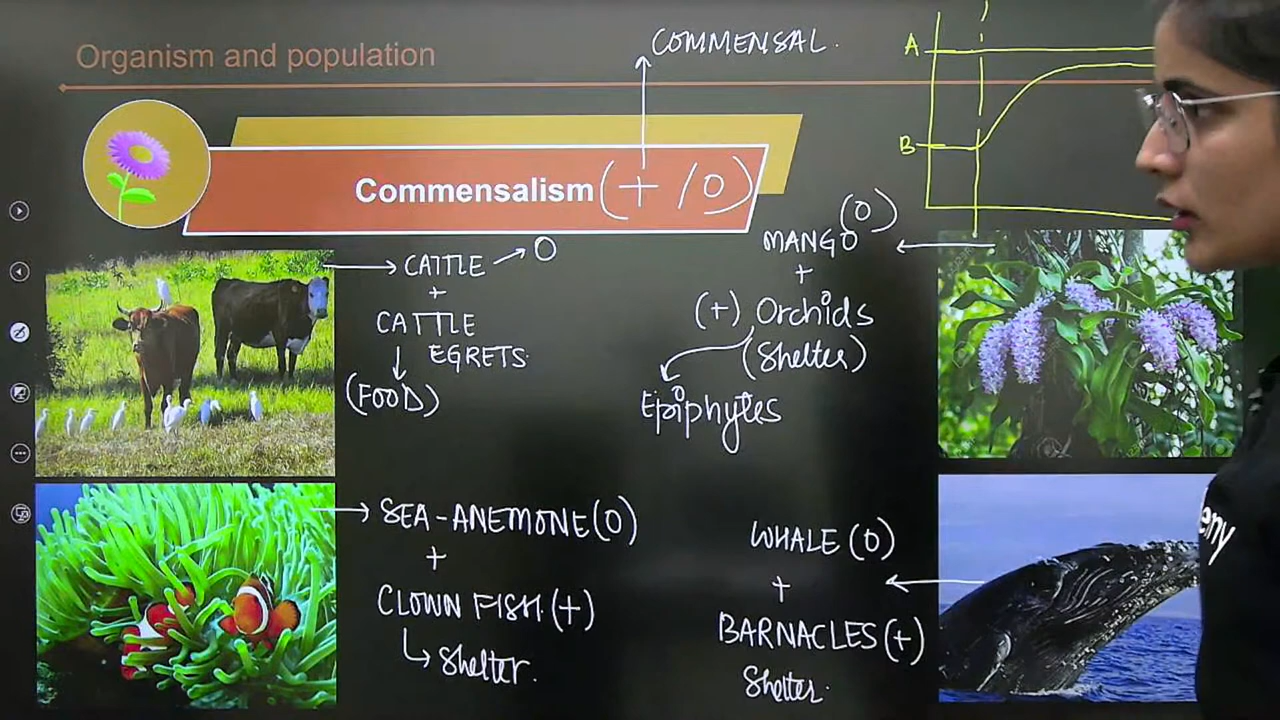 Organism and population
COMMENSAL.
A
B
Commensalism (+ / 0)
CATTLE → 0
+
CATTLE
EGRETS.
(FOOD)
MANGO (0)
+
(+) Orchids
(Shelter)
Epiphytes
SEA-ANEMONE (0)
+
CLOWN FISH. (+)
Shelter.
WHALE (0)
+
BARNACLES (+)
Shelter.
emy